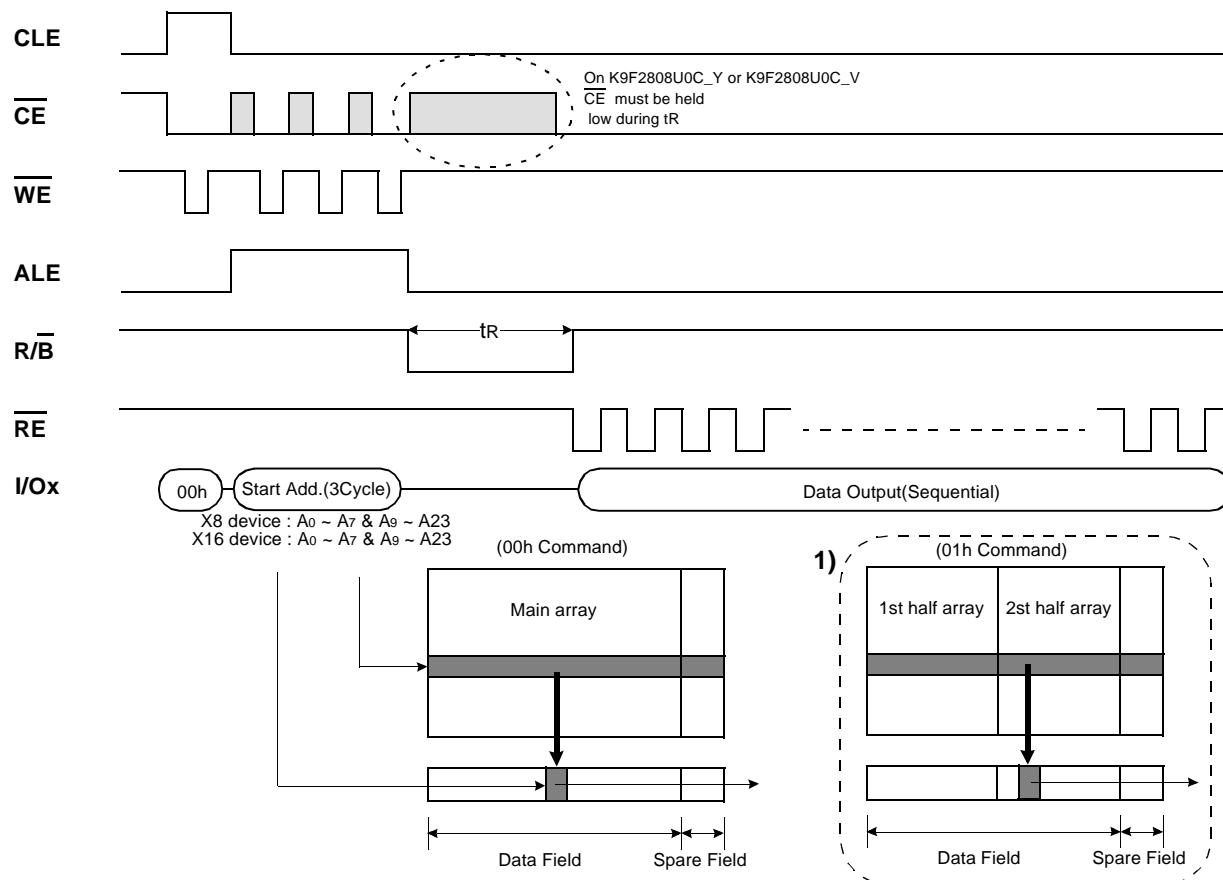 CLE
On K9F2808U0C_Y or K9F2808U0C_V
CE
CE must be held
low during tR
WE
ALE
tR
R/B
RE
I/Ox
00h
Start Add.(3Cycle)
Data Output(Sequential)
X8 device : A0 ~ A7 & A9 ~ A23
X16 device : A0 ~ A7 & A9 ~ A23
(00h Command)
Main array
Data Field
Spare Field
1)
(01h Command)
1st half array
2st half array
Data Field
Spare Field